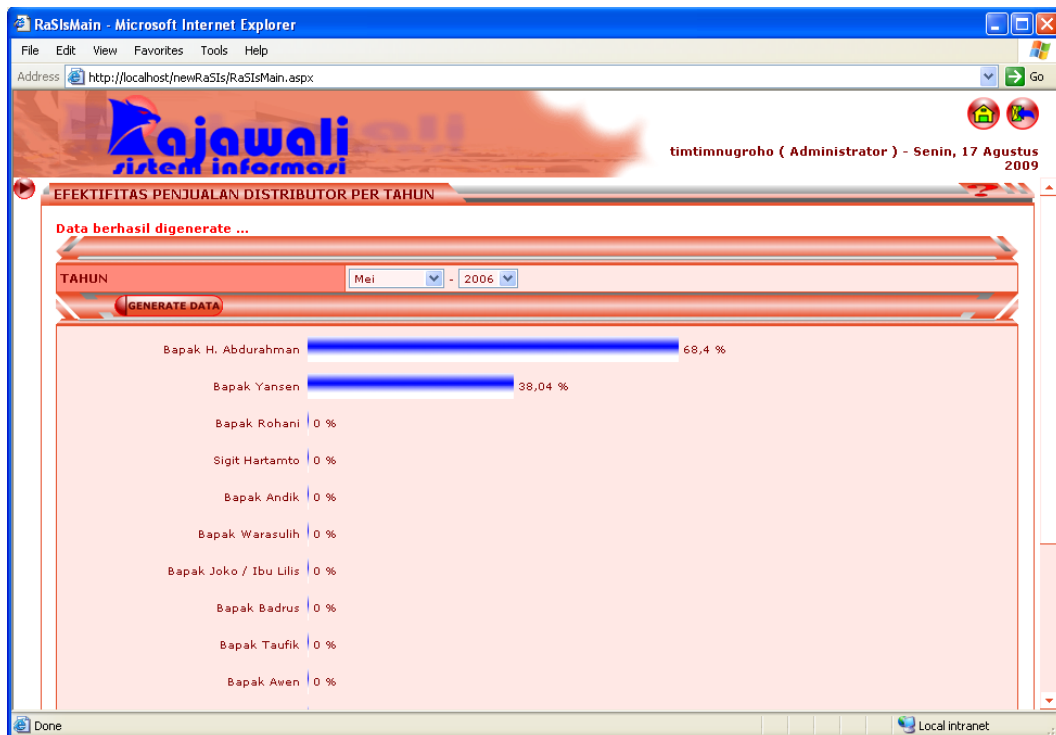 RaSIsMain - Microsoft Internet Explorer
File Edit View Favorites Tools Help
Address http://localhost/newRaSIs/RaSIsMain.aspx Go
Rajawali
sistem informasi
timtimnugroho ( Administrator ) - Senin, 17 Agustus
2009
EFEKTIFITAS PENJUALAN DISTRIBUTOR PER TAHUN
Data berhasil digenerate ...
TAHUN Mei - 2006
GENERATE DATA
Bapak H. Abdurahman 68,4 %
Bapak Yansen 38,04 %
Bapak Rohani 0 %
Sigit Hartamto 0 %
Bapak Andik 0 %
Bapak Warasulih 0 %
Bapak Joko / Ibu Lilis 0 %
Bapak Badrus 0 %
Bapak Taufik 0 %
Bapak Awen 0 %
Done Local intranet